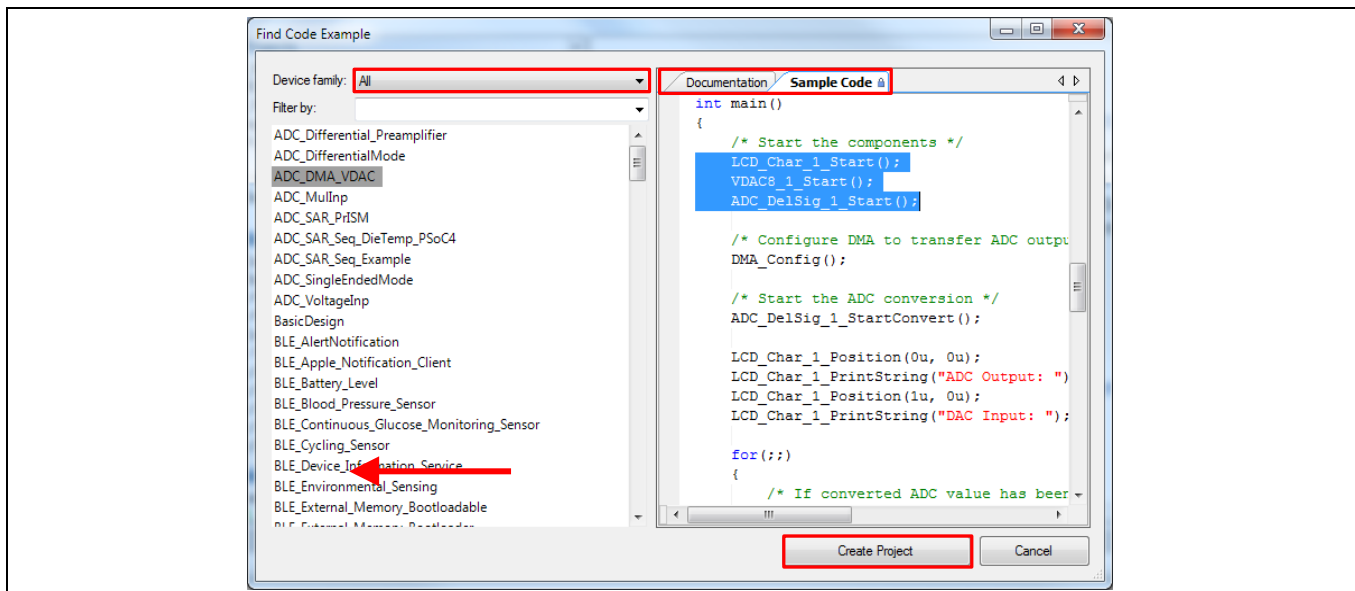 Find Code Example
Device family: All
Filter by:
ADC_Differential_Preamplifier
ADC_DifferentialMode
ADC_DMA_VDAC
ADC_MulInp
ADC_SAR_PrISM
ADC_SAR_Seq_DieTemp_PSoC4
ADC_SAR_Seq_Example
ADC_SingleEndedMode
ADC_VoltageInp
BasicDesign
BLE_AlertNotification
BLE_Apple_Notification_Client
BLE_Battery_Level
BLE_Blood_Pressure_Sensor
BLE_Continuous_Glucose_Monitoring_Sensor
BLE_Cycling_Sensor
BLE_Device_Information_Service
BLE_Environmental_Sensing
BLE_External_Memory_Bootloadable
BLE_External_Memory_Bootloader
Documentation Sample Code
int main()
{
/* Start the components */
LCD_Char_1_Start();
VDAC8_1_Start();
ADC_DelSig_1_Start();
/* Configure DMA to transfer ADC outpu
DMA_Config();
/* Start the ADC conversion */
ADC_DelSig_1_StartConvert();
LCD_Char_1_Position(0u, 0u);
LCD_Char_1_PrintString("ADC Output: ")
LCD_Char_1_Position(1u, 0u);
LCD_Char_1_PrintString("DAC Input: ");
for(;;)
{
/* If converted ADC value has been
Create Project Cancel